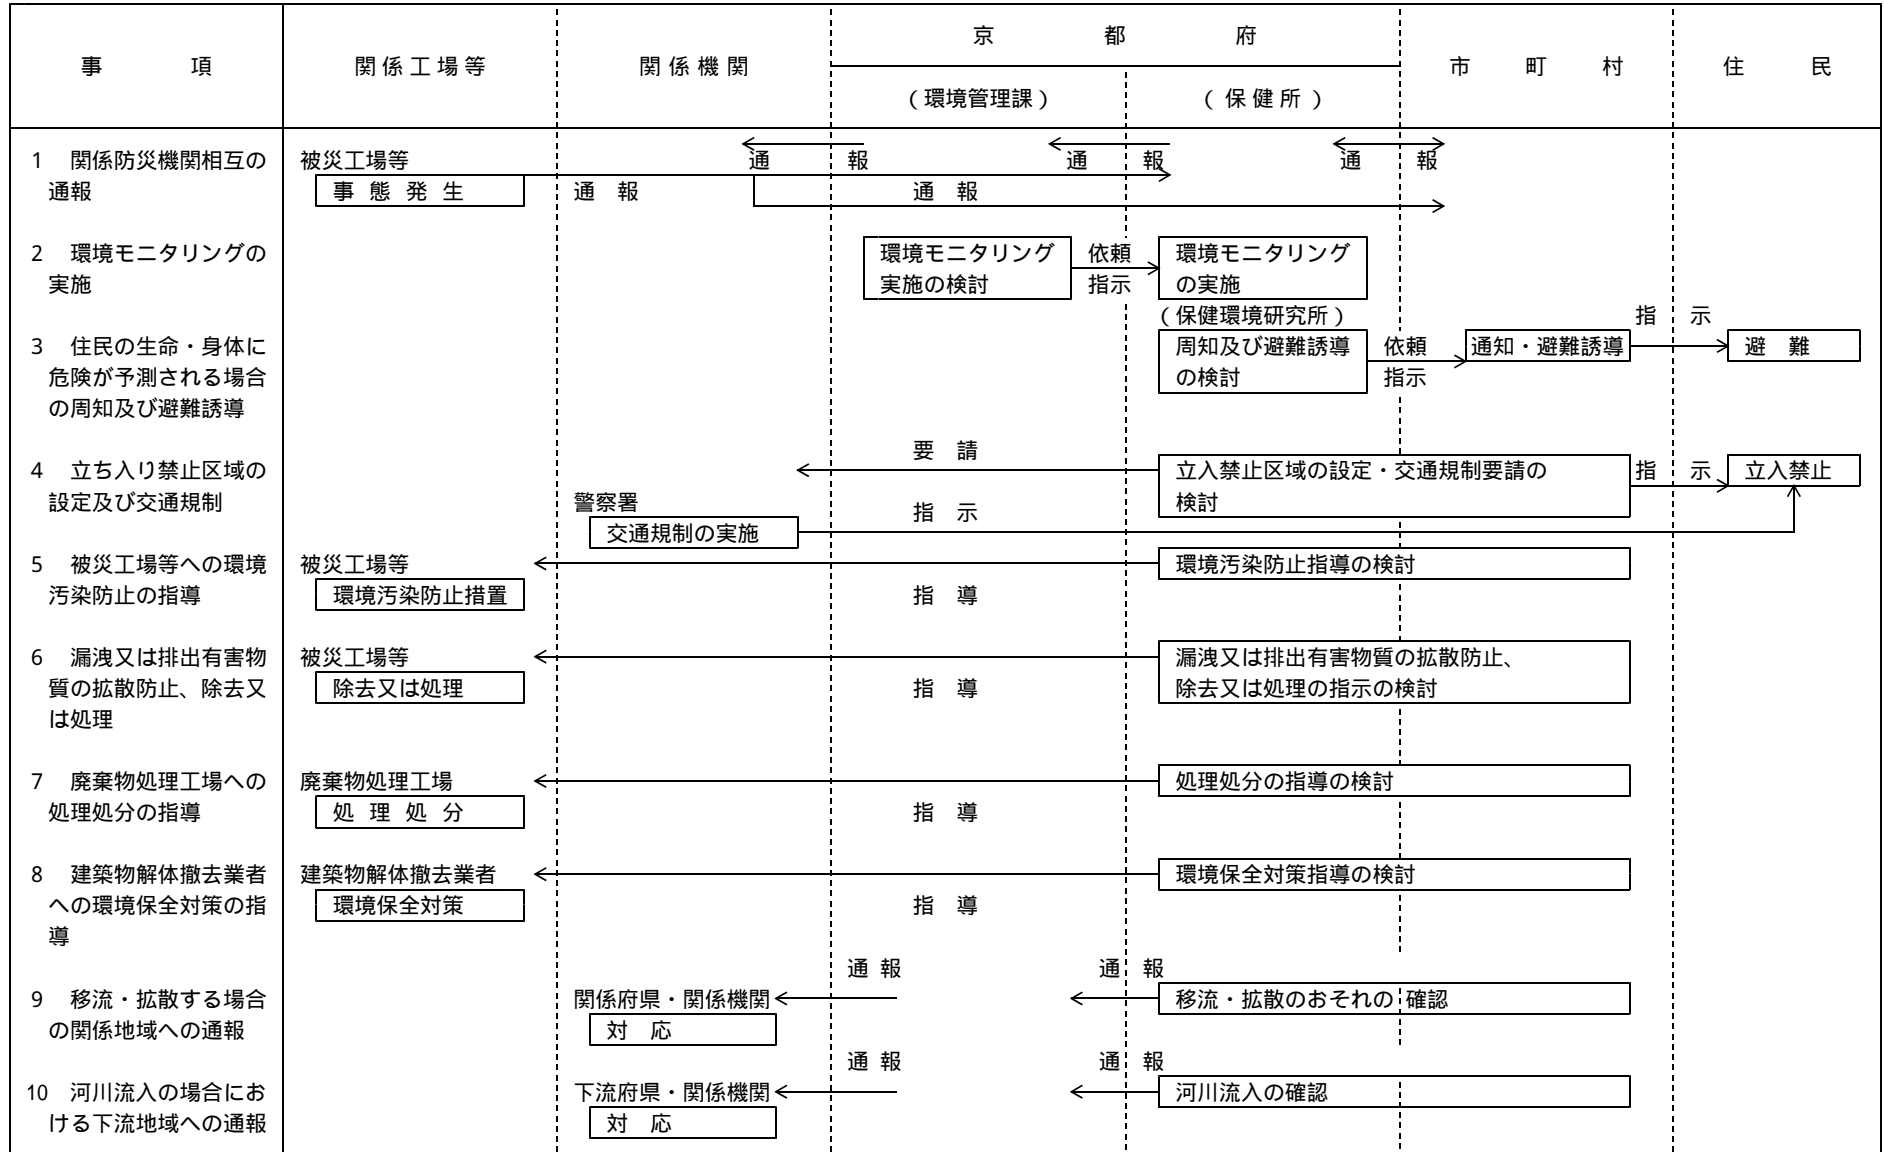 事　項　関係工場等　関係機関　京　都　府　市　町　村　住　民
(環境管理課)　(保健所)
1　関係防災機関相互の　被災工場等　通　報　通　報　通　報
通報　事態発生　通　報　通　報
2　環境モニタリングの　環境モニタリング　依頼　環境モニタリング
実施　実施の検討　指示　の実施
(保健環境研究所)　指　示
3　住民の生命・身体に　周知及び避難誘導　依頼　通知・避難誘導　避　難
危険が予測される場合　の検討　指示
の周知及び避難誘導
要　請
4　立ち入り禁止区域の　立入禁止区域の設定・交通規制要請の　指　示　立入禁止
設定及び交通規制　警察署　指　示　検討
交通規制の実施
5　被災工場等への環境　被災工場等　環境汚染防止指導の検討
汚染防止の指導　環境汚染防止措置　指　導
6　漏洩又は排出有害物　被災工場等　漏洩又は排出有害物質の拡散防止、
質の拡散防止、除去又　除去又は処理　指　導　除去又は処理の指示の検討
は処理
7　廃棄物処理工場への　廃棄物処理工場　処理処分の指導の検討
処理処分の指導　処理処分　指　導
8　建築物解体撤去業者　建築物解体撤去業者　環境保全対策指導の検討
への環境保全対策の指　環境保全対策　指　導
導
通　報　通　報
9　移流・拡散する場合　関係府県・関係機関　移流・拡散のおそれの確認
の関係地域への通報　対　応
通　報　通　報
10　河川流入の場合にお　下流府県・関係機関　河川流入の確認
ける下流地域への通報　対　応